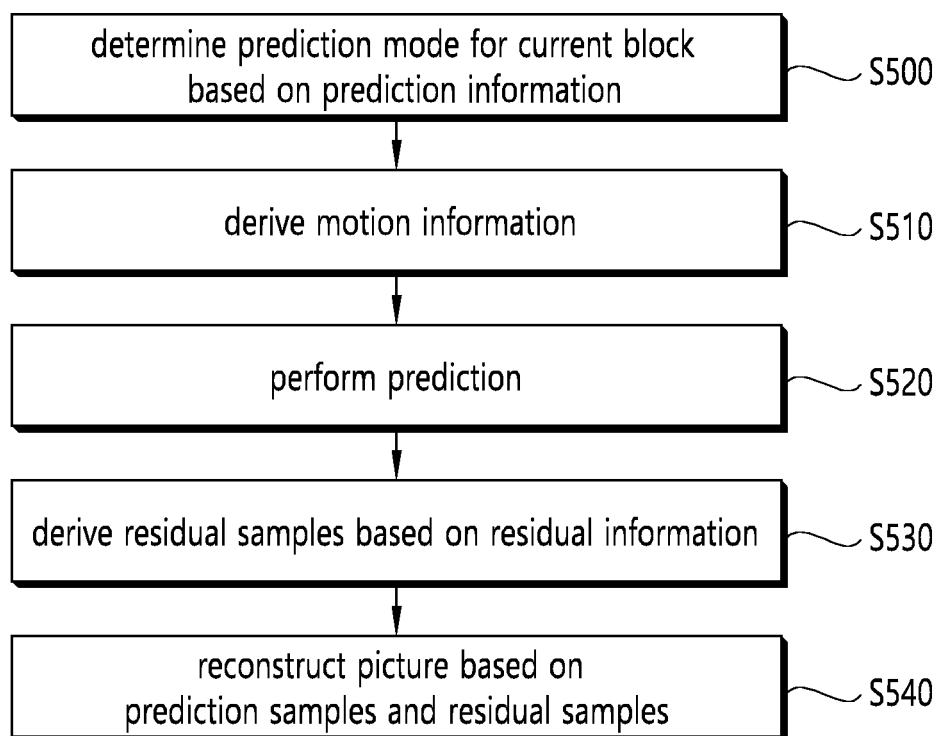 determine prediction mode for current block
based on prediction information
S500
derive motion information
S510
perform prediction
S520
derive residual samples based on residual information
S530
reconstruct picture based on
prediction samples and residual samples
S540